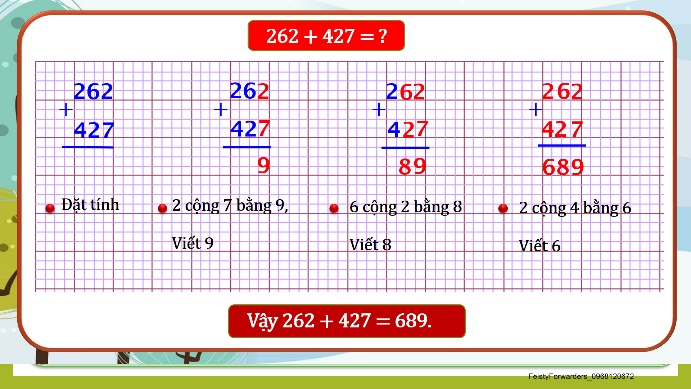 262 + 427 = ?
262
+
427
262
+
427
9
262
+
427
89
262
+
427
689
Đặt tính
2 cộng 7 bằng 9,
Viết 9
6 cộng 2 bằng 8
Viết 8
2 cộng 4 bằng 6
Viết 6
Vậy 262 + 427 = 689.
FeistyForwarders_0968120672